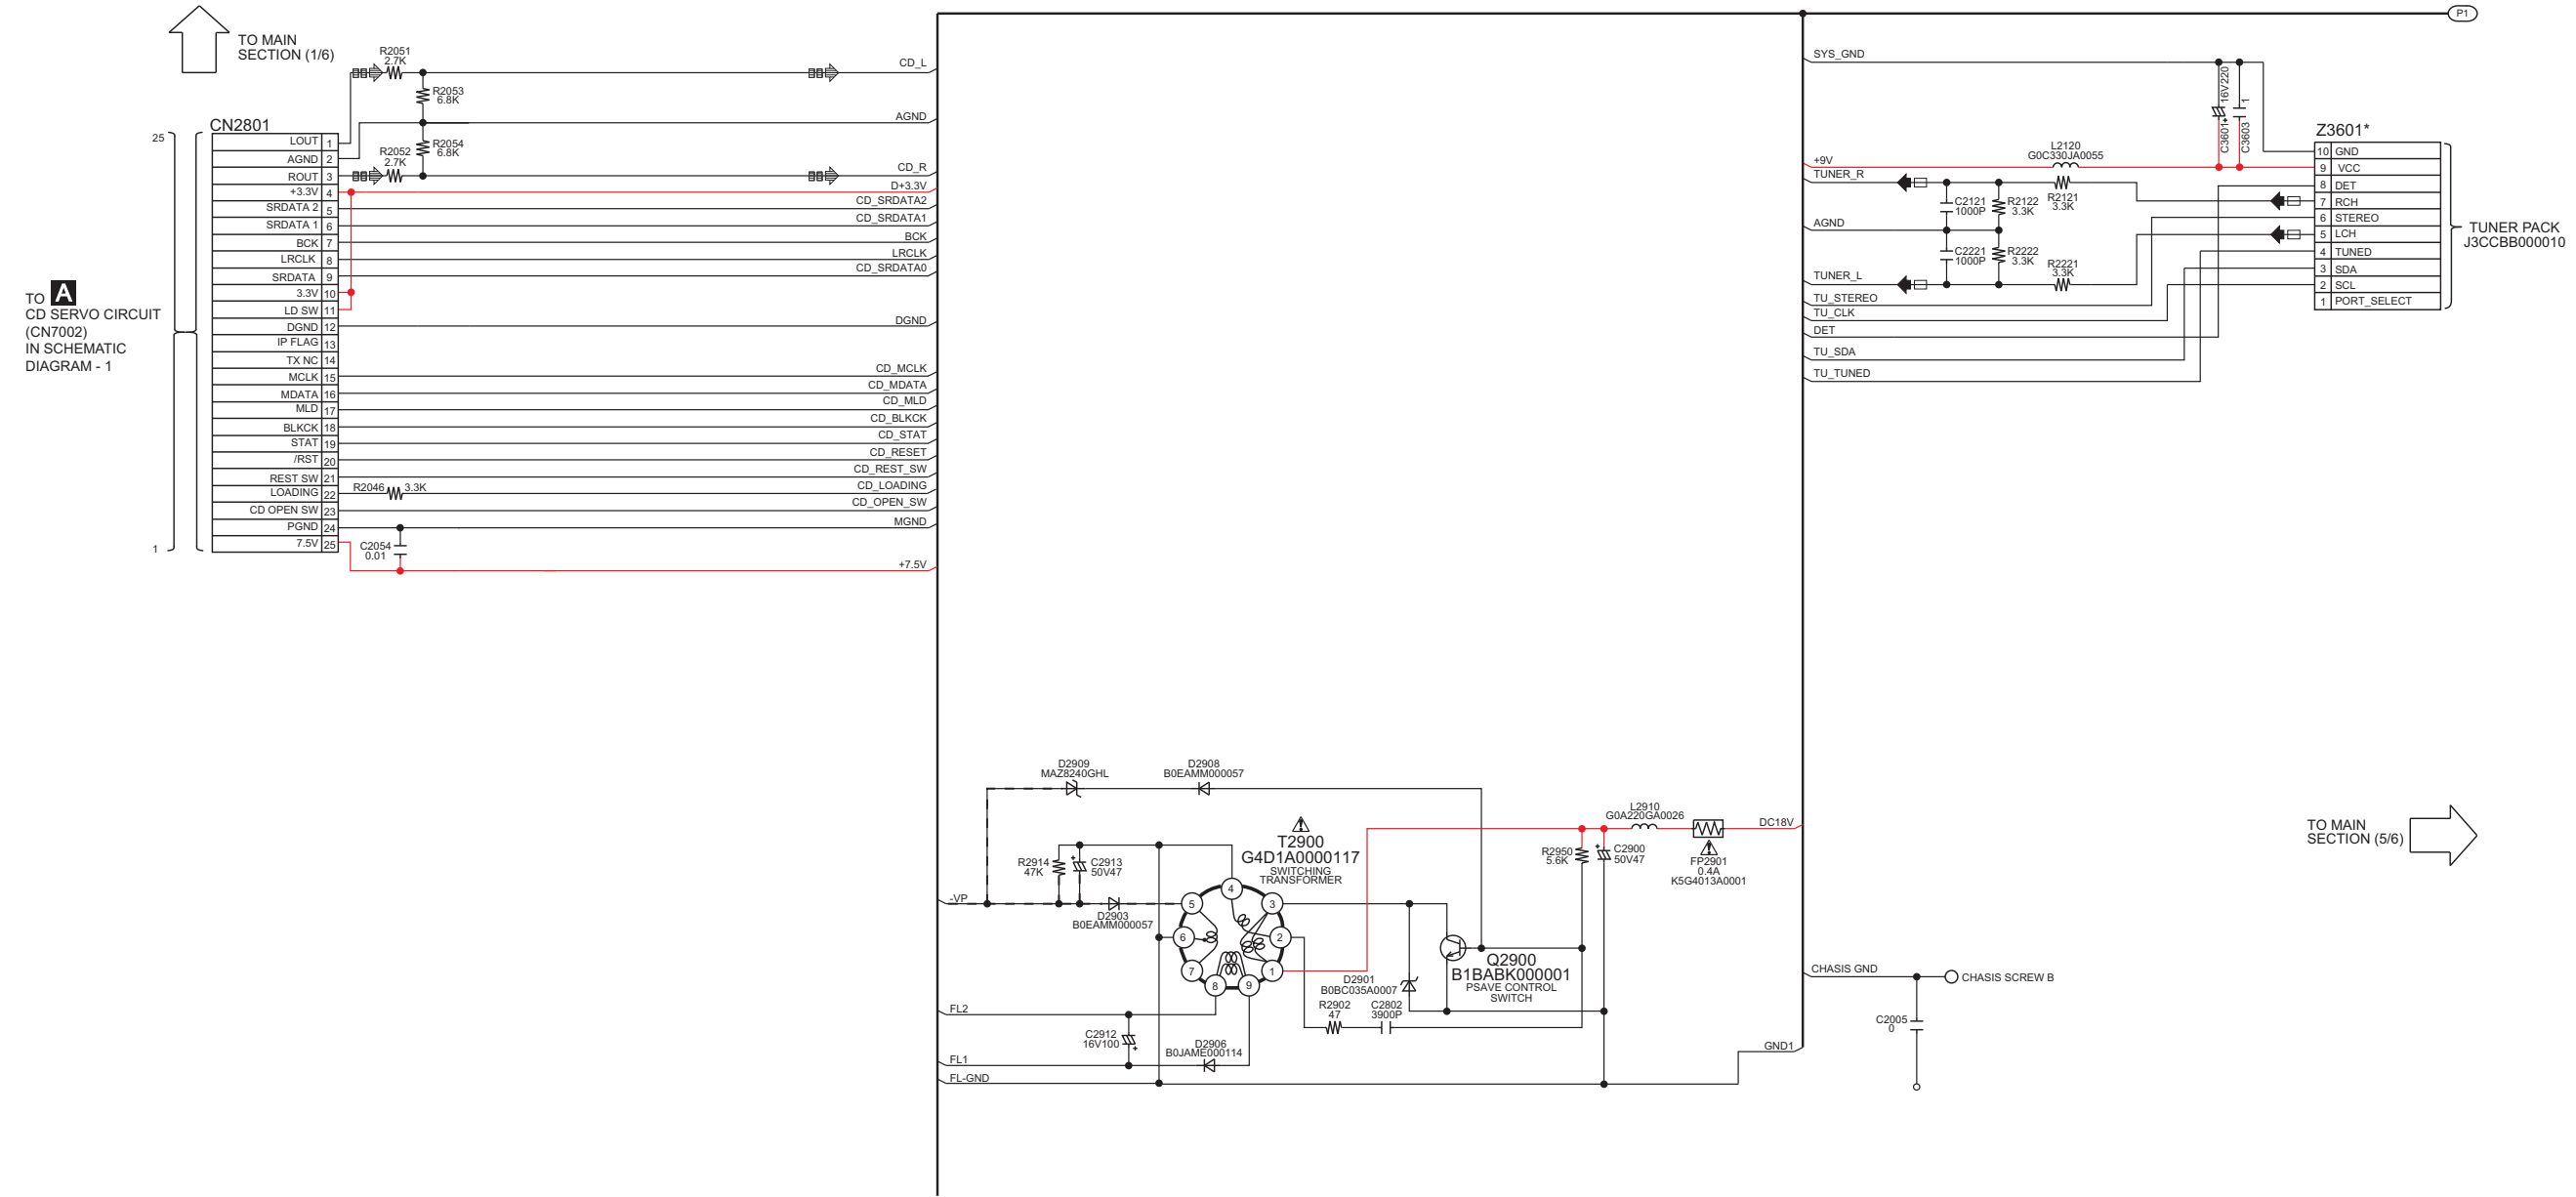 P1
TO MAIN
SECTION (1/6)
R2051
2.7K
CD_L
R2053
6.8K
AGND
R2054
6.8K
R2052
2.7K
CD_R
D+3.3V
CD_SRDATA2
CD_SRDATA1
BCK
LRCLK
CD_SRDATA0
DGND
CD_MCLK
CD_MDATA
CD_MLD
CD_BLKCK
CD_STAT
CD_RESET
CD_REST_SW
R2046 3.3K
CD_LOADING
CD_OPEN_SW
MGND
C2054
0.01
+7.5V
25
1
CN2801
LOUT 1
AGND 2
ROUT 3
+3.3V 4
SRDATA 2 5
SRDATA 1 6
BCK 7
LRCLK 8
SRDATA 9
3.3V 10
LD SW 11
DGND 12
IP FLAG 13
TX NC 14
MCLK 15
MDATA 16
MLD 17
BLKCK 18
STAT 19
/RST 20
REST SW 21
LOADING 22
CD OPEN SW 23
PGND 24
7.5V 25
TO A
CD SERVO CIRCUIT
(CN7002)
IN SCHEMATIC
DIAGRAM - 1
SYS_GND
16V220
C3601
1
C3603
+9V
L2120
G0C330JA0055
TUNER_R
C2121
1000P
R2122
3.3K
R2121
3.3K
AGND
C2221
1000P
R2222
3.3K
R2221
3.3K
TUNER_L
TU_STEREO
TU_CLK
DET
TU_SDA
TU_TUNED
Z3601*
10 GND
9 VCC
8 DET
7 RCH
6 STEREO
5 LCH
4 TUNED
3 SDA
2 SCL
1 PORT_SELECT
TUNER PACK
J3CCBB000010
D2909
MAZ8240GHL
D2908
B0EAMM000057
T2900
G4D1A0000117
SWITCHING
TRANSFORMER
R2914
47K
+
C2913
50V47
-VP
D2903
B0EAMM000057
4
5
3
6
2
7
1
8
9
L2910
G0A220GA0026
DC18V
R2950
5.6K
+
C2900
50V47
FP2901
0.4A
K5G4013A0001
Q2900
B1BABK000001
PSAVE CONTROL
SWITCH
D2901
B0BC035A0007
R2902
47
C2802
3900P
FL2
C2912
16V100
+
D2906
B0JAME000114
FL1
FL-GND
GND1
CHASIS GND
CHASIS SCREW B
C2005
0
TO MAIN
SECTION (5/6)